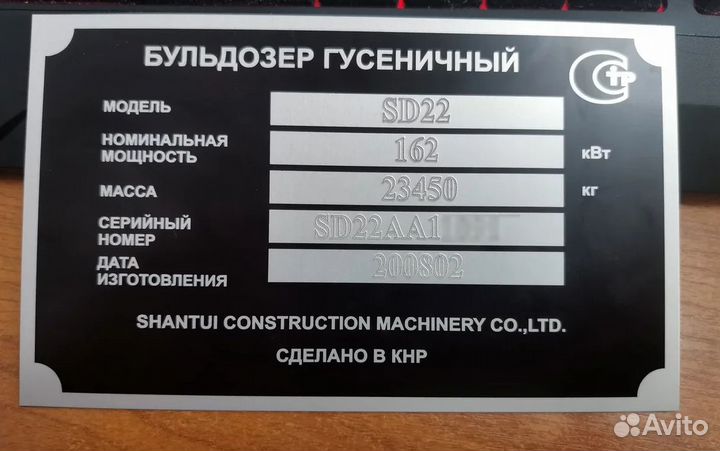 БУЛЬДОЗЕР ГУСЕНИЧНЫЙ
МОДЕЛЬ SD22
НОМИНАЛЬНАЯ
МОЩНОСТЬ 162 кВт
МАССА 23450 кг
СЕРИЙНЫЙ
НОМЕР SD22AA1
ДАТА
ИЗГОТОВЛЕНИЯ 200802
SHANTUI CONSTRUCTION MACHINERY CO.,LTD.
СДЕЛАНО В КНР
Avito